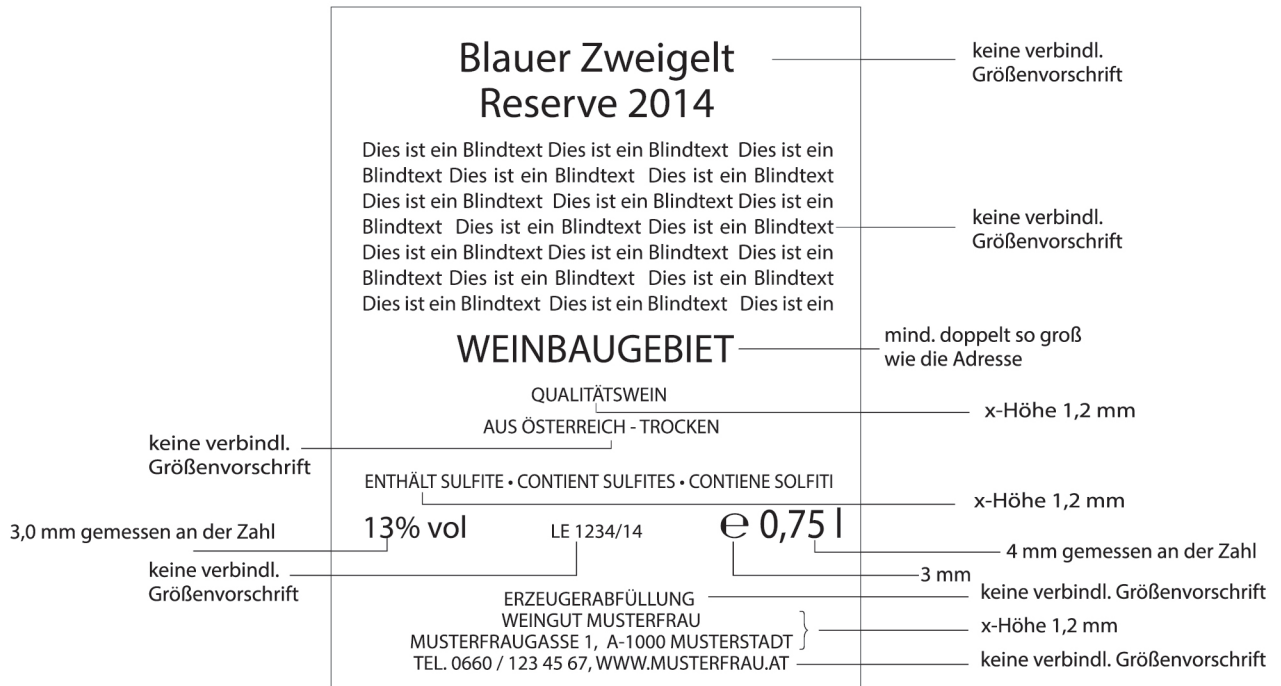 Blauer Zweigelt
Reserve 2014
keine verbindl.
Größenvorschrift
Dies ist ein Blindtext Dies ist ein Blindtext Dies ist ein
Blindtext Dies ist ein Blindtext Dies ist ein Blindtext
Dies ist ein Blindtext Dies ist ein Blindtext Dies ist ein
Blindtext Dies ist ein Blindtext Dies ist ein Blindtext
Dies ist ein Blindtext Dies ist ein Blindtext Dies ist ein
Blindtext Dies ist ein Blindtext Dies ist ein Blindtext
Dies ist ein Blindtext Dies ist ein Blindtext Dies ist ein
keine verbindl.
Größenvorschrift
WEINBAUGEBIET
mind. doppelt so groß
wie die Adresse
QUALITÄTSWEIN
x-Höhe 1,2 mm
AUS ÖSTERREICH - TROCKEN
keine verbindl.
Größenvorschrift
ENTHÄLT SULFITE • CONTIENT SULFITES • CONTIENE SOLFITI
x-Höhe 1,2 mm
13% vol
3,0 mm gemessen an der Zahl
LE 1234/14
keine verbindl.
Größenvorschrift
℮ 0,75 l
4 mm gemessen an der Zahl
3 mm
ERZEUGERABFÜLLUNG
keine verbindl. Größenvorschrift
WEINGUT MUSTERFRAU
MUSTERFRAUGASSE 1, A-1000 MUSTERSTADT
x-Höhe 1,2 mm
TEL. 0660 / 123 45 67, WWW.MUSTERFRAU.AT
keine verbindl. Größenvorschrift